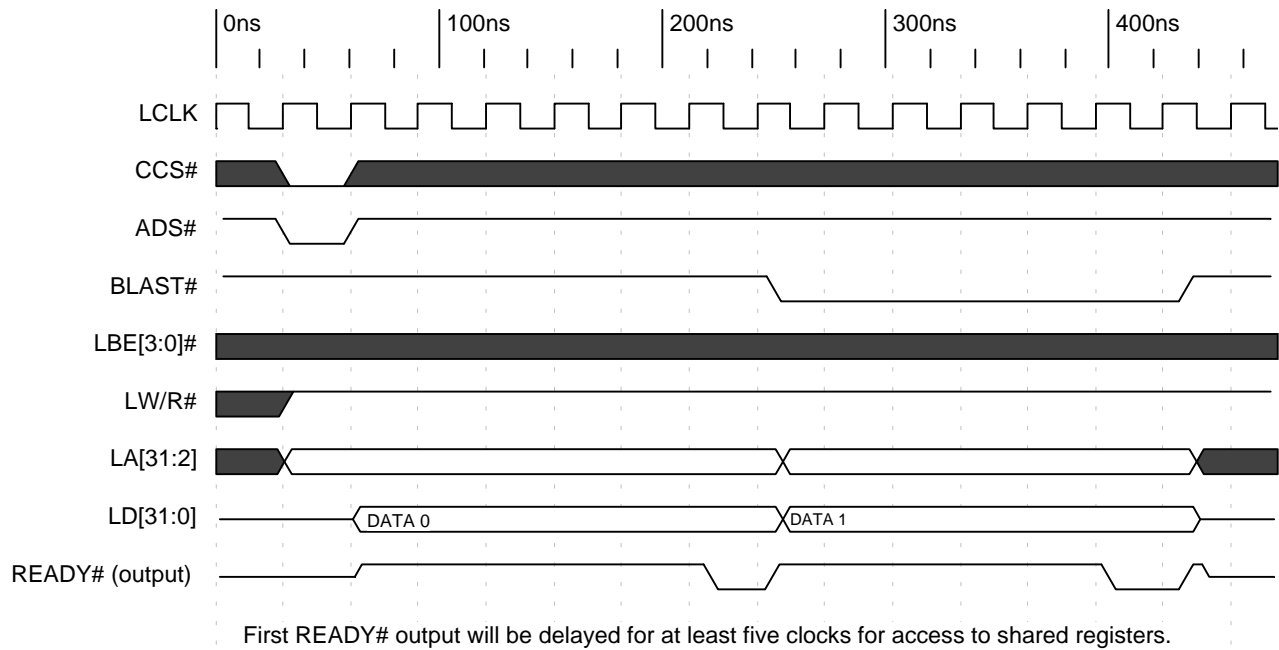 0ns 100ns 200ns 300ns 400ns
LCLK
CCS#
ADS#
BLAST#
LBE[3:0]#
LW/R#
LA[31:2]
LD[31:0] DATA 0 DATA 1
READY# (output)
First READY# output will be delayed for at least five clocks for access to shared registers.